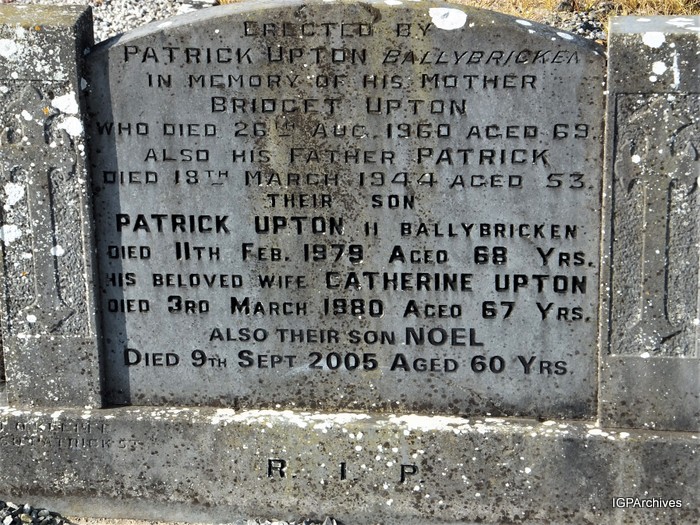 ERECTED BY
PATRICK UPTON BALLYBRICKEN
IN MEMORY OF HIS MOTHER
BRIDGET UPTON
WHO DIED 26TH AUG. 1960 AGED 69.
ALSO HIS FATHER PATRICK
DIED 18TH MARCH 1944 AGED 53.
THEIR SON
PATRICK UPTON 11 BALLYBRICKEN
DIED 11TH FEB. 1979 AGED 68 YRS.
HIS BELOVED WIFE CATHERINE UPTON
DIED 3RD MARCH 1980 AGED 67 YRS.
ALSO THEIR SON NOEL
DIED 9TH SEPT 2005 AGED 60 YRS
PATRICK ST.
R I P
IGPArchives